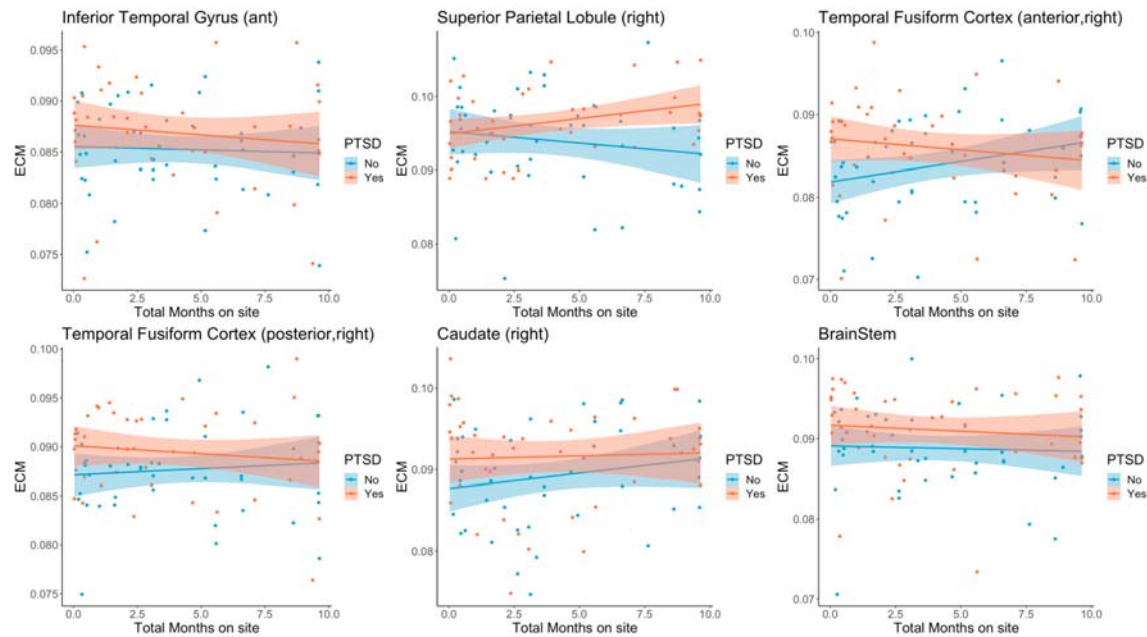 Inferior Temporal Gyrus (ant)
ECM
0.095
0.090
0.085
0.080
0.075
0.0
2.5
5.0
7.5
10.0
Total Months on site
PTSD
No
Yes
Superior Parietal Lobule (right)
ECM
0.10
0.09
0.08
0.0
2.5
5.0
7.5
10.0
Total Months on site
PTSD
No
Yes
Temporal Fusiform Cortex (anterior,right)
ECM
0.10
0.09
0.08
0.07
0.0
2.5
5.0
7.5
10.0
Total Months on site
PTSD
No
Yes
Temporal Fusiform Cortex (posterior,right)
ECM
0.100
0.095
0.090
0.085
0.080
0.075
0.0
2.5
5.0
7.5
10.0
Total Months on site
PTSD
No
Yes
Caudate (right)
ECM
0.10
0.09
0.08
0.0
2.5
5.0
7.5
10.0
Total Months on site
PTSD
No
Yes
BrainStem
ECM
0.10
0.09
0.08
0.07
0.0
2.5
5.0
7.5
10.0
Total Months on site
PTSD
No
Yes